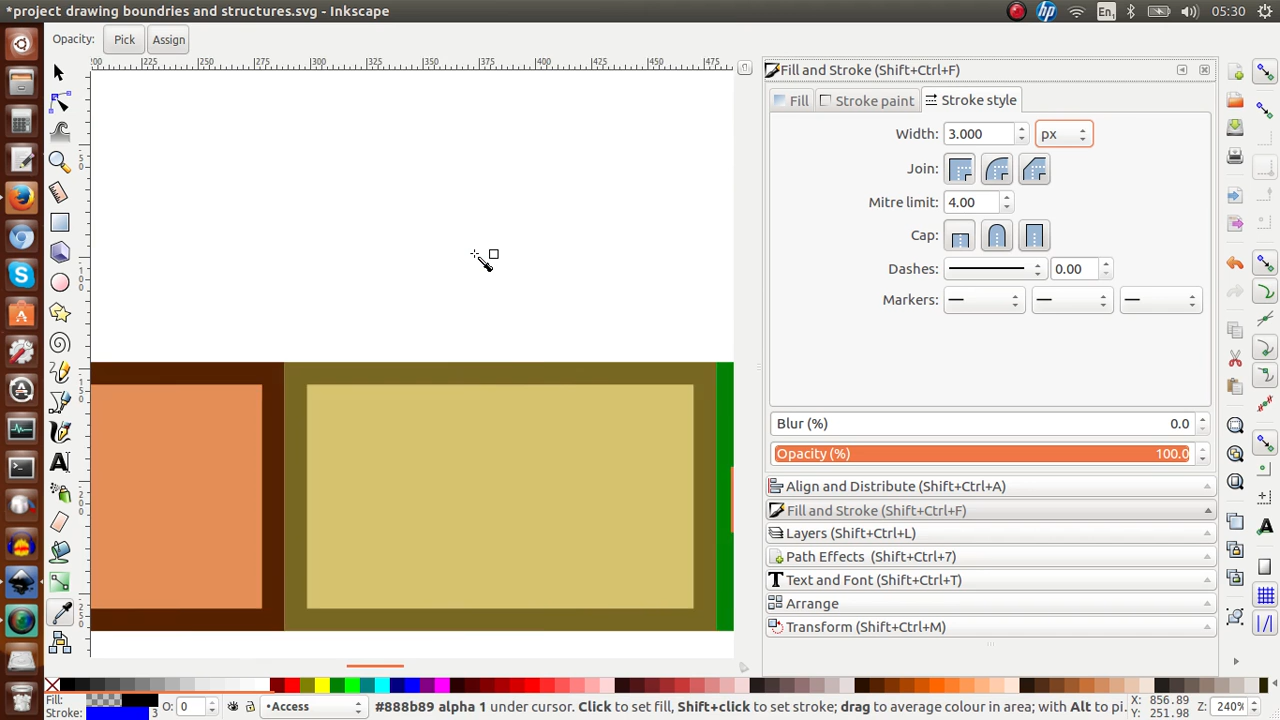 *project drawing boundries and structures.svg - Inkscape
En1
05:30
Opacity: Pick Assign
200 225 250 275 300 325 350 375 400 425 450 475
Fill and Stroke (Shift+Ctrl+F)
Fill Stroke paint Stroke style
Width: 3.000 px
Join:
Mitre limit: 4.00
Cap:
Dashes: 0.00
Markers:
Blur (%) 0.0
Opacity (%) 100.0
Align and Distribute (Shift+Ctrl+A)
Fill and Stroke (Shift+Ctrl+F)
Layers (Shift+Ctrl+L)
Path Effects (Shift+Ctrl+7)
Text and Font (Shift+Ctrl+T)
Arrange
Transform (Shift+Ctrl+M)
Fill:
Stroke: 3
O: 0
•Access
#888b89 alpha 1 under cursor. Click to set fill, Shift+click to set stroke; drag to average colour in area; with Alt to pi.
X: 856.89
Y: 251.98
Z: 240%